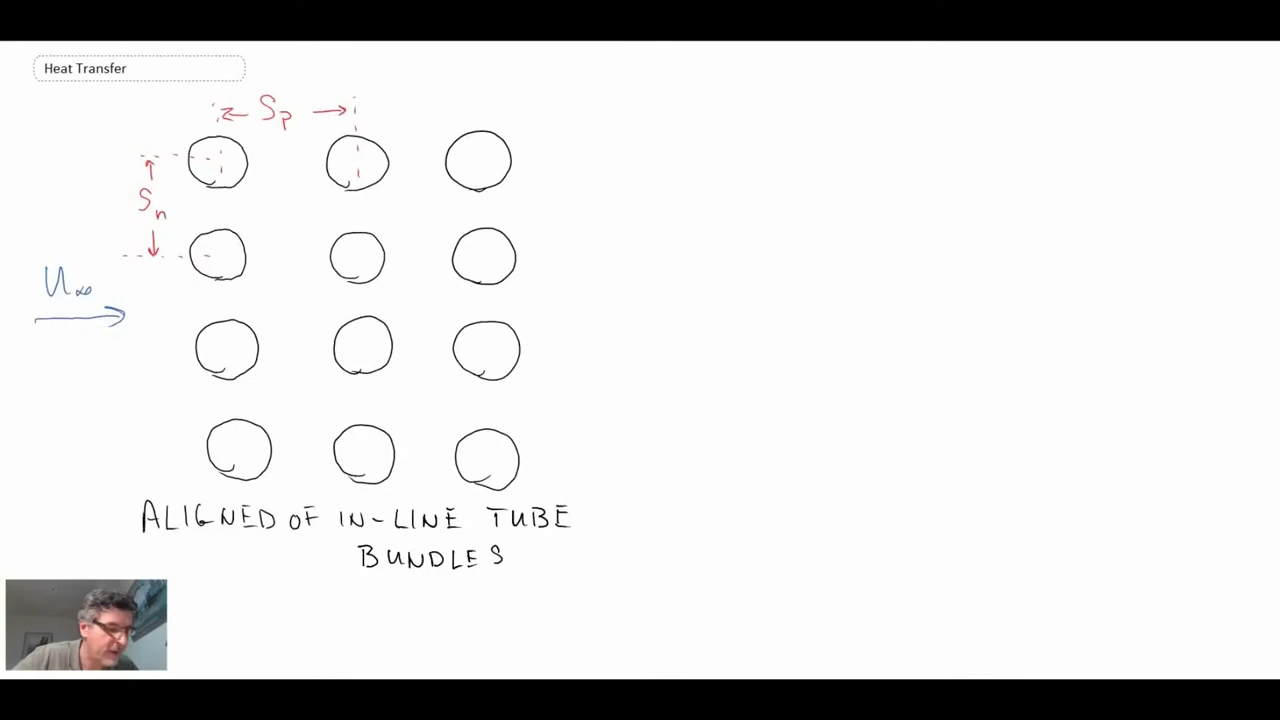 Heat Transfer
Sp
Sn
U∞
ALIGNED OF IN-LINE TUBE
BUNDLES